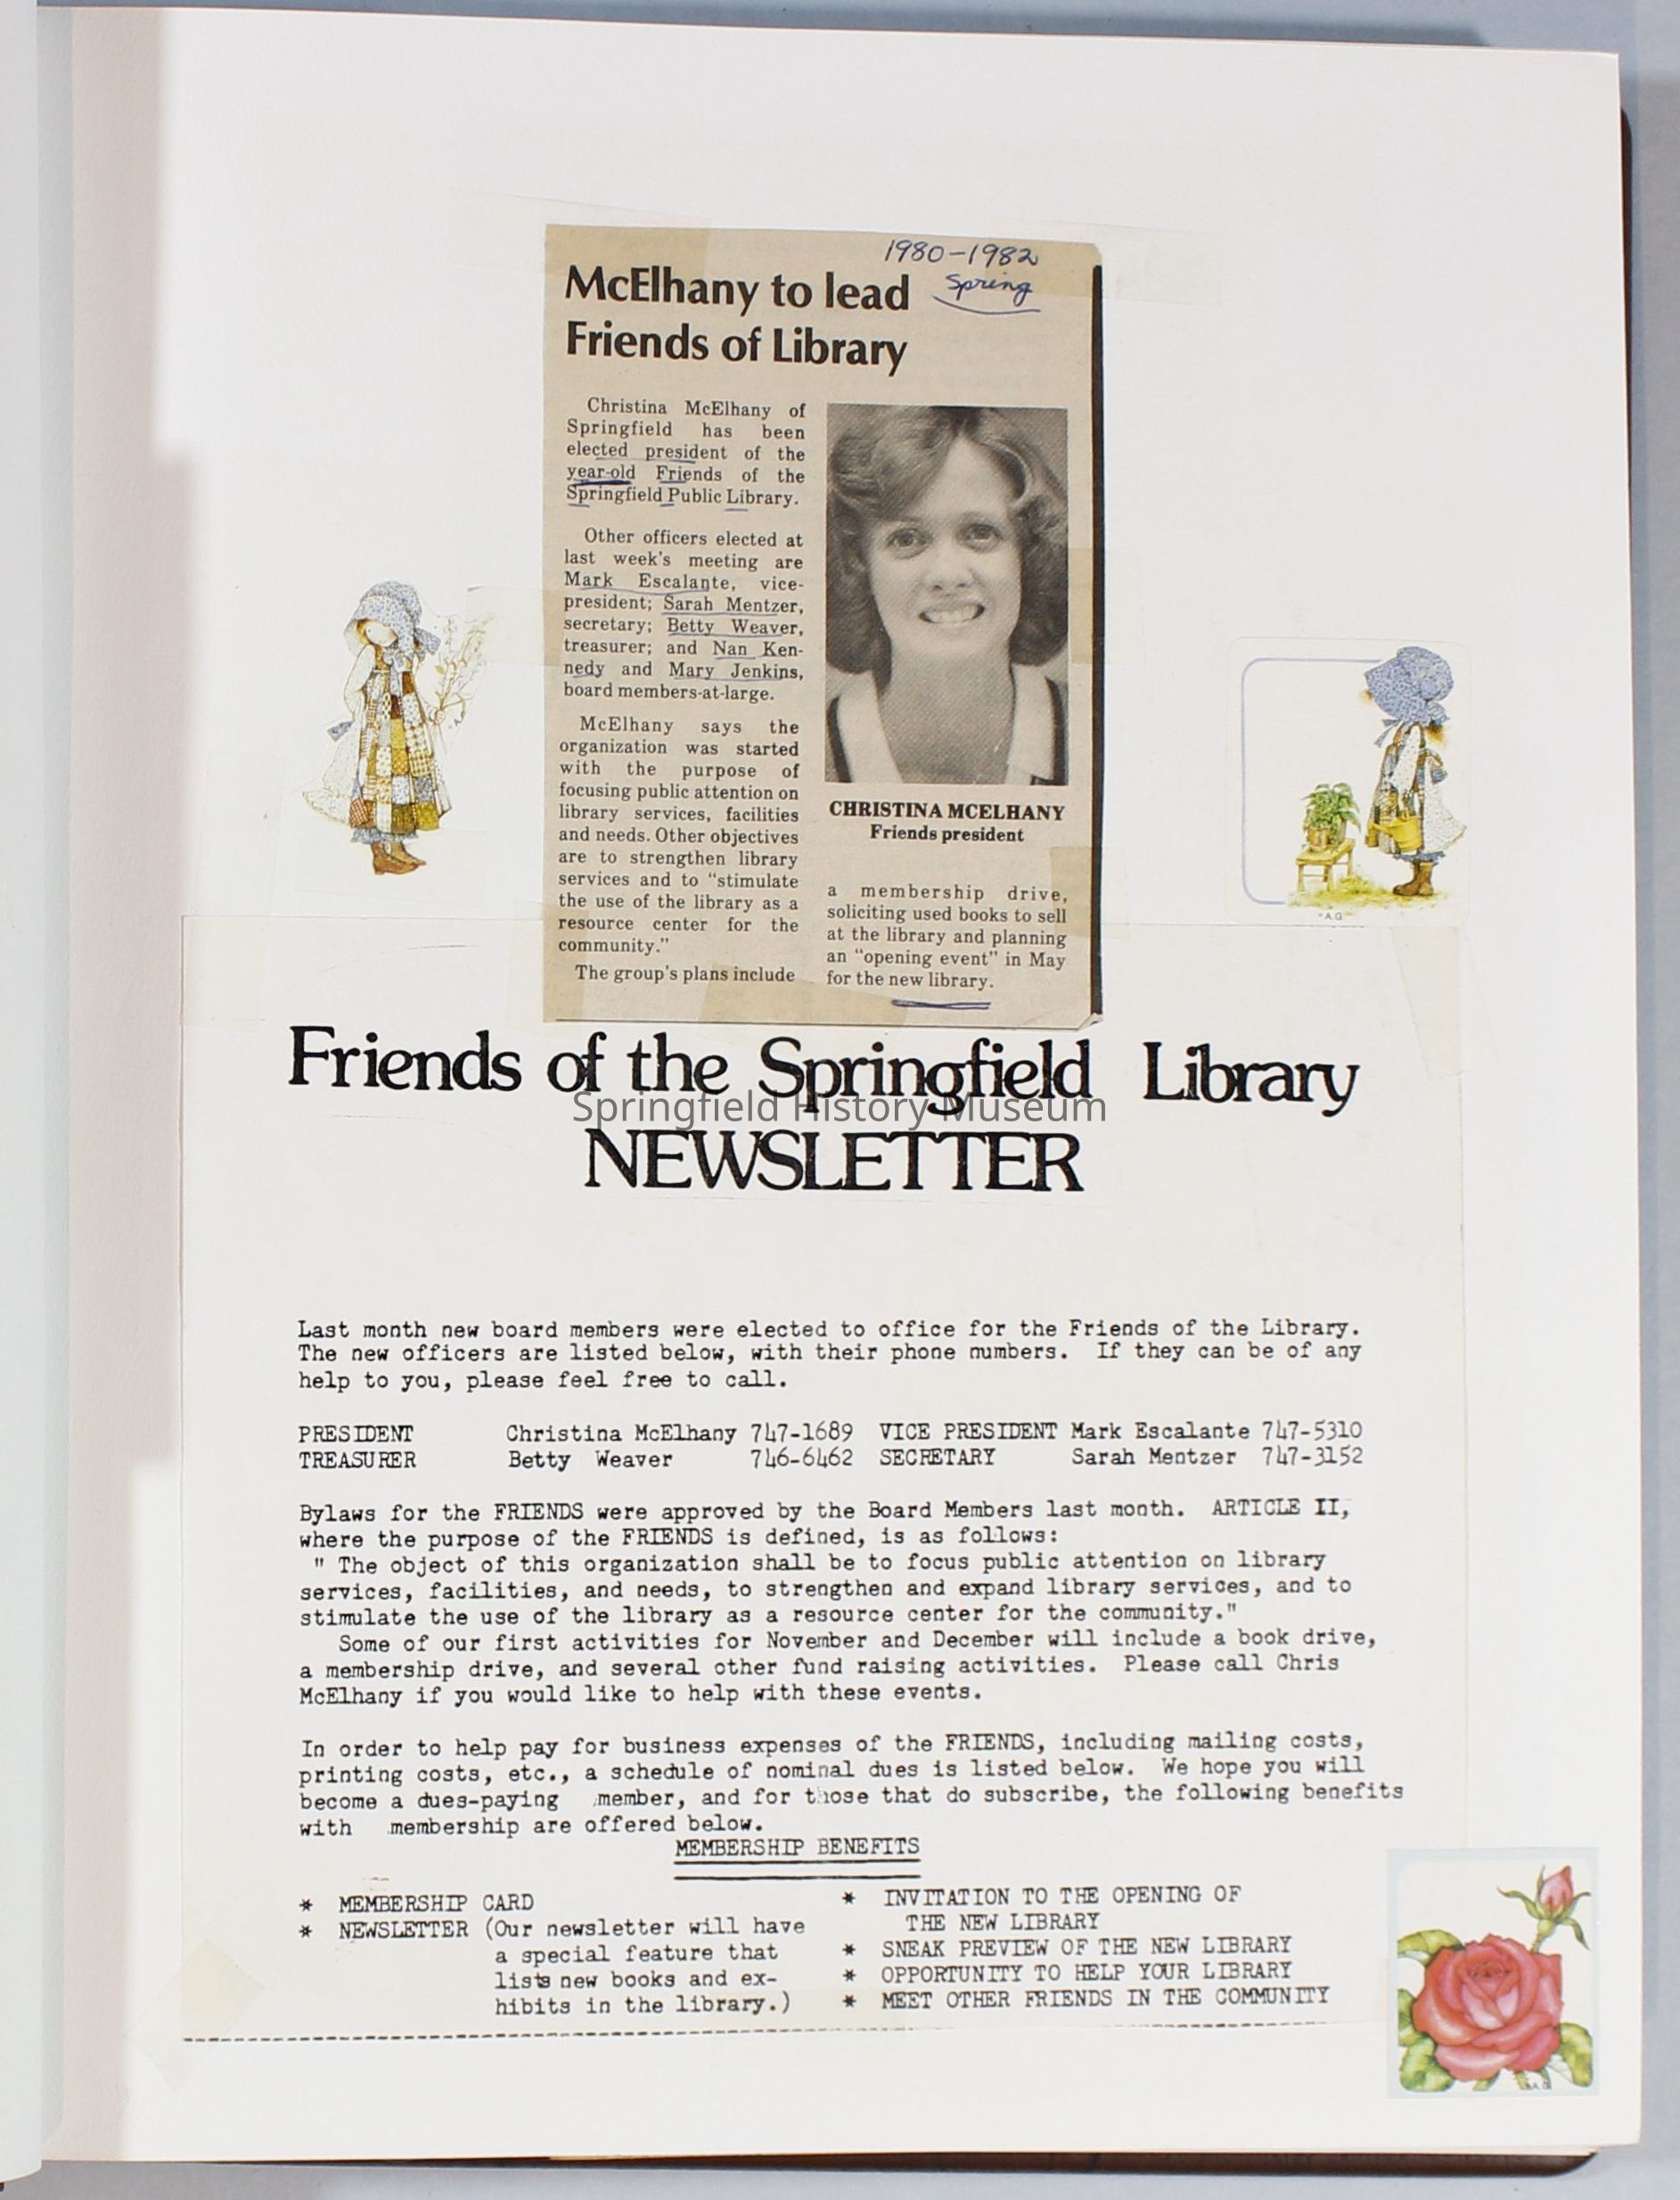 1980-1982
Spring
McElhany to lead
Friends of Library
Christina McElhany of
Springfield has been
elected president of the
year-old Friends of the
Springfield Public Library.
Other officers elected at
last week's meeting are
Mark Escalante, vice-
president; Sarah Mentzer,
secretary; Betty Weaver,
treasurer; and Nan Ken-
nedy and Mary Jenkins,
board members-at-large.
McElhany says the
organization was started
with the purpose of
focusing public attention on
library services, facilities
and needs. Other objectives
are to strengthen library
services and to "stimulate
the use of the library as a
resource center for the
community."
The group's plans include
CHRISTINA MCELHANY
Friends president
a membership drive,
soliciting used books to sell
at the library and planning
an "opening event" in May
for the new library.
A.G.
Friends of the Springfield Library
Springfield History Museum
NEWSLETTER
Last month new board members were elected to office for the Friends of the Library.
The new officers are listed below, with their phone numbers. If they can be of any
help to you, please feel free to call.
PRESIDENT Christina McElhany 747-1689 VICE PRESIDENT Mark Escalante 747-5310
TREASURER Betty Weaver 746-6462 SECRETARY Sarah Mentzer 747-3152
Bylaws for the FRIENDS were approved by the Board Members last month. ARTICLE II,
where the purpose of the FRIENDS is defined, is as follows:
" The object of this organization shall be to focus public attention on library
services, facilities, and needs, to strengthen and expand library services, and to
stimulate the use of the library as a resource center for the community."
Some of our first activities for November and December will include a book drive,
a membership drive, and several other fund raising activities. Please call Chris
McElhany if you would like to help with these events.
In order to help pay for business expenses of the FRIENDS, including mailing costs,
printing costs, etc., a schedule of nominal dues is listed below. We hope you will
become a dues-paying member, and for those that do subscribe, the following benefits
with membership are offered below.
MEMBERSHIP BENEFITS
* MEMBERSHIP CARD
* NEWSLETTER (Our newsletter will have
a special feature that
lists new books and ex-
hibits in the library.)
* INVITATION TO THE OPENING OF
THE NEW LIBRARY
* SNEAK PREVIEW OF THE NEW LIBRARY
* OPPORTUNITY TO HELP YOUR LIBRARY
* MEET OTHER FRIENDS IN THE COMMUNITY